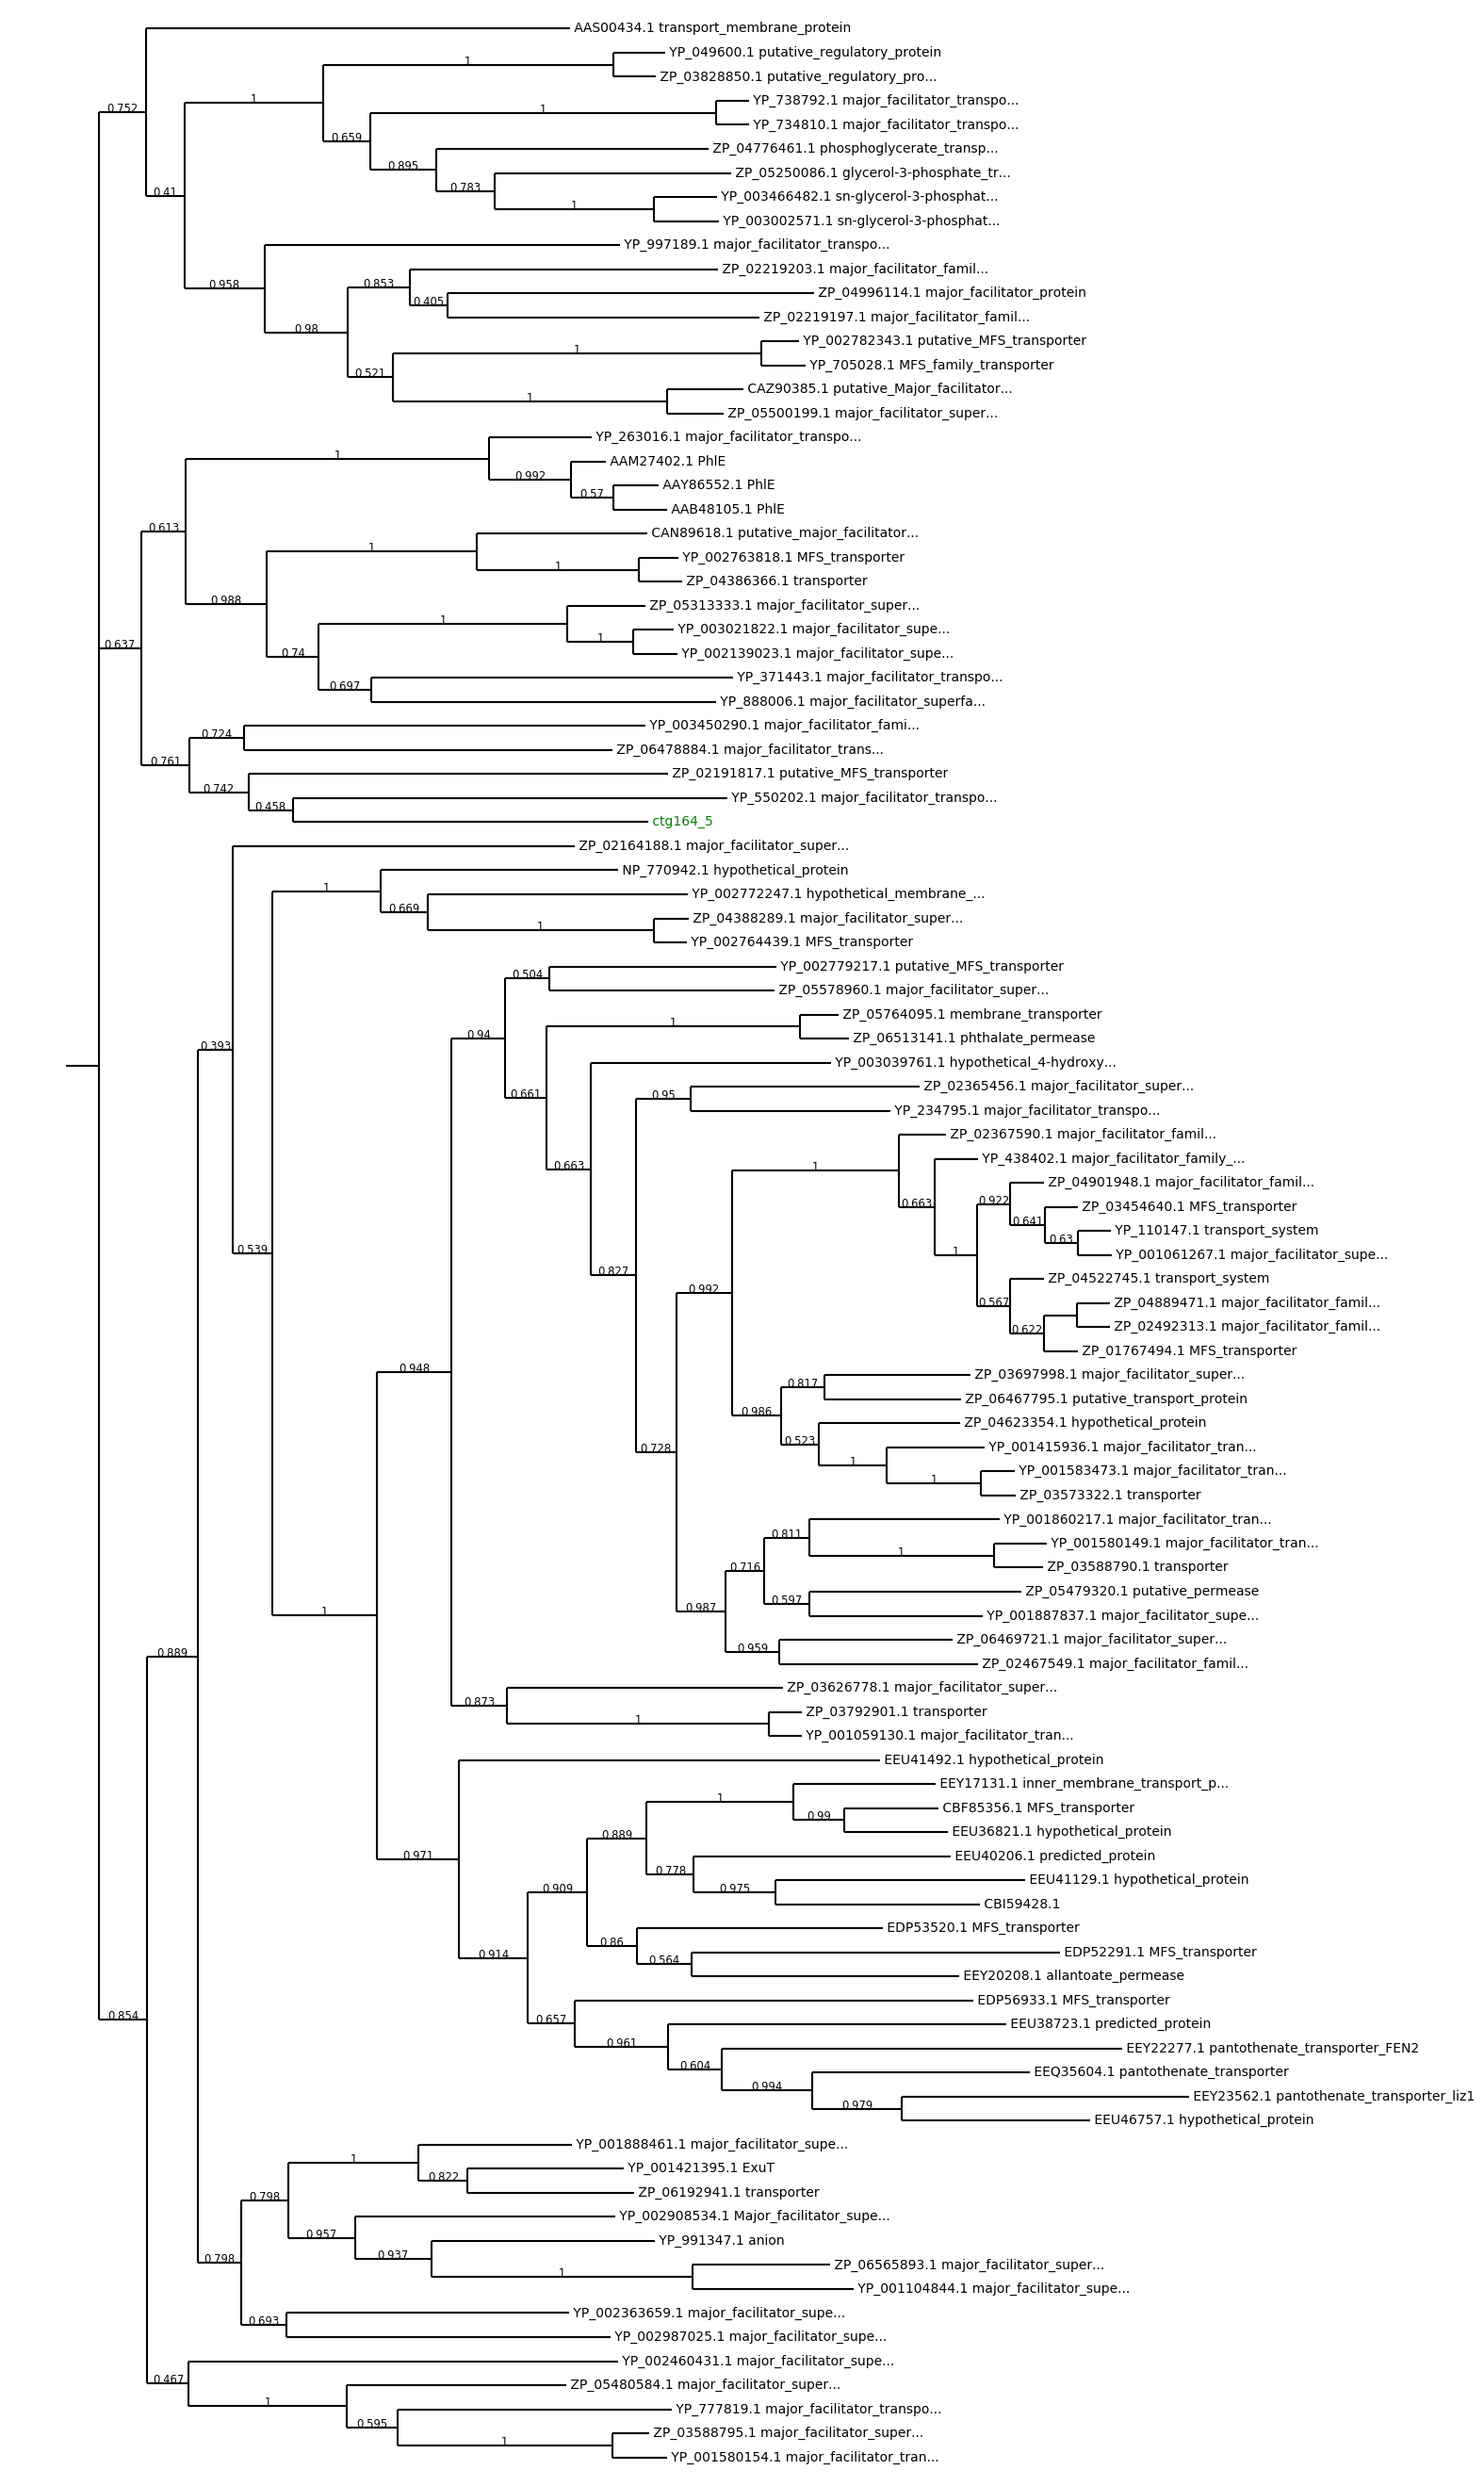 AAS00434.1 transport_membrane_protein
YP_049600.1 putative_regulatory_protein
1
ZP_03828850.1 putative_regulatory_pro...
1
YP_738792.1 major_facilitator_transpo...
0.752
1
YP_734810.1 major_facilitator_transpo...
0.659
ZP_04776461.1 phosphoglycerate_transp...
0.895
ZP_05250086.1 glycerol-3-phosphate_tr...
0.783
0.41
YP_003466482.1 sn-glycerol-3-phosphat...
1
YP_003002571.1 sn-glycerol-3-phosphat...
YP_997189.1 major_facilitator_transpo...
ZP_02219203.1 major_facilitator_famil...
0.958
0.853
ZP_04996114.1 major_facilitator_protein
0.405
ZP_02219197.1 major_facilitator_famil...
0.98
YP_002782343.1 putative_MFS_transporter
1
YP_705028.1 MFS_family_transporter
0.521
CAZ90385.1 putative_Major_facilitator...
1
ZP_05500199.1 major_facilitator_super...
YP_263016.1 major_facilitator_transpo...
1
AAM27402.1 PhlE
0.992
AAY86552.1 PhlE
0.57
AAB48105.1 PhlE
0.613
CAN89618.1 putative_major_facilitator...
1
YP_002763818.1 MFS_transporter
1
ZP_04386366.1 transporter
0.988
ZP_05313333.1 major_facilitator_super...
1
YP_003021822.1 major_facilitator_supe...
1
0.637
YP_002139023.1 major_facilitator_supe...
0.74
YP_371443.1 major_facilitator_transpo...
0.697
YP_888006.1 major_facilitator_superfa...
YP_003450290.1 major_facilitator_fami...
0.724
ZP_06478884.1 major_facilitator_trans...
0.761
ZP_02191817.1 putative_MFS_transporter
0.742
YP_550202.1 major_facilitator_transpo...
0.458
ctg164_5
ZP_02164188.1 major_facilitator_super...
NP_770942.1 hypothetical_protein
1
YP_002772247.1 hypothetical_membrane_...
0.669
ZP_04388289.1 major_facilitator_super...
1
YP_002764439.1 MFS_transporter
YP_002779217.1 putative_MFS_transporter
0.504
ZP_05578960.1 major_facilitator_super...
ZP_05764095.1 membrane_transporter
1
0.94
ZP_06513141.1 phthalate_permease
0.393
YP_003039761.1 hypothetical_4-hydroxy...
ZP_02365456.1 major_facilitator_super...
0.661
0.95
YP_234795.1 major_facilitator_transpo...
ZP_02367590.1 major_facilitator_famil...
YP_438402.1 major_facilitator_family_...
0.663
1
ZP_04901948.1 major_facilitator_famil...
0.922
0.663
ZP_03454640.1 MFS_transporter
0.641
YP_110147.1 transport_system
0.63
0.539
1
YP_001061267.1 major_facilitator_supe...
0.827
ZP_04522745.1 transport_system
0.992
0.567
ZP_04889471.1 major_facilitator_famil...
ZP_02492313.1 major_facilitator_famil...
0.622
ZP_01767494.1 MFS_transporter
0.948
ZP_03697998.1 major_facilitator_super...
0.817
ZP_06467795.1 putative_transport_protein
0.986
ZP_04623354.1 hypothetical_protein
0.523
0.728
YP_001415936.1 major_facilitator_tran...
1
YP_001583473.1 major_facilitator_tran...
1
ZP_03573322.1 transporter
YP_001860217.1 major_facilitator_tran...
0.811
YP_001580149.1 major_facilitator_tran...
1
ZP_03588790.1 transporter
0.716
ZP_05479320.1 putative_permease
0.597
0.987
1
YP_001887837.1 major_facilitator_supe...
ZP_06469721.1 major_facilitator_super...
0.959
0.889
ZP_02467549.1 major_facilitator_famil...
ZP_03626778.1 major_facilitator_super...
0.873
ZP_03792901.1 transporter
1
YP_001059130.1 major_facilitator_tran...
EEU41492.1 hypothetical_protein
EEY17131.1 inner_membrane_transport_p...
1
CBF85356.1 MFS_transporter
0.99
EEU36821.1 hypothetical_protein
0.889
0.971
EEU40206.1 predicted_protein
0.778
EEU41129.1 hypothetical_protein
0.909
0.975
CBI59428.1
EDP53520.1 MFS_transporter
0.86
EDP52291.1 MFS_transporter
0.914
0.564
EEY20208.1 allantoate_permease
EDP56933.1 MFS_transporter
0.854
0.657
EEU38723.1 predicted_protein
0.961
EEY22277.1 pantothenate_transporter_FEN2
0.604
EEQ35604.1 pantothenate_transporter
0.994
EEY23562.1 pantothenate_transporter_liz1
0.979
EEU46757.1 hypothetical_protein
YP_001888461.1 major_facilitator_supe...
1
YP_001421395.1 ExuT
0.822
ZP_06192941.1 transporter
0.798
YP_002908534.1 Major_facilitator_supe...
0.957
YP_991347.1 anion
0.937
0.798
ZP_06565893.1 major_facilitator_super...
1
YP_001104844.1 major_facilitator_supe...
YP_002363659.1 major_facilitator_supe...
0.693
YP_002987025.1 major_facilitator_supe...
YP_002460431.1 major_facilitator_supe...
0.467
ZP_05480584.1 major_facilitator_super...
1
YP_777819.1 major_facilitator_transpo...
0.595
ZP_03588795.1 major_facilitator_super...
1
YP_001580154.1 major_facilitator_tran...